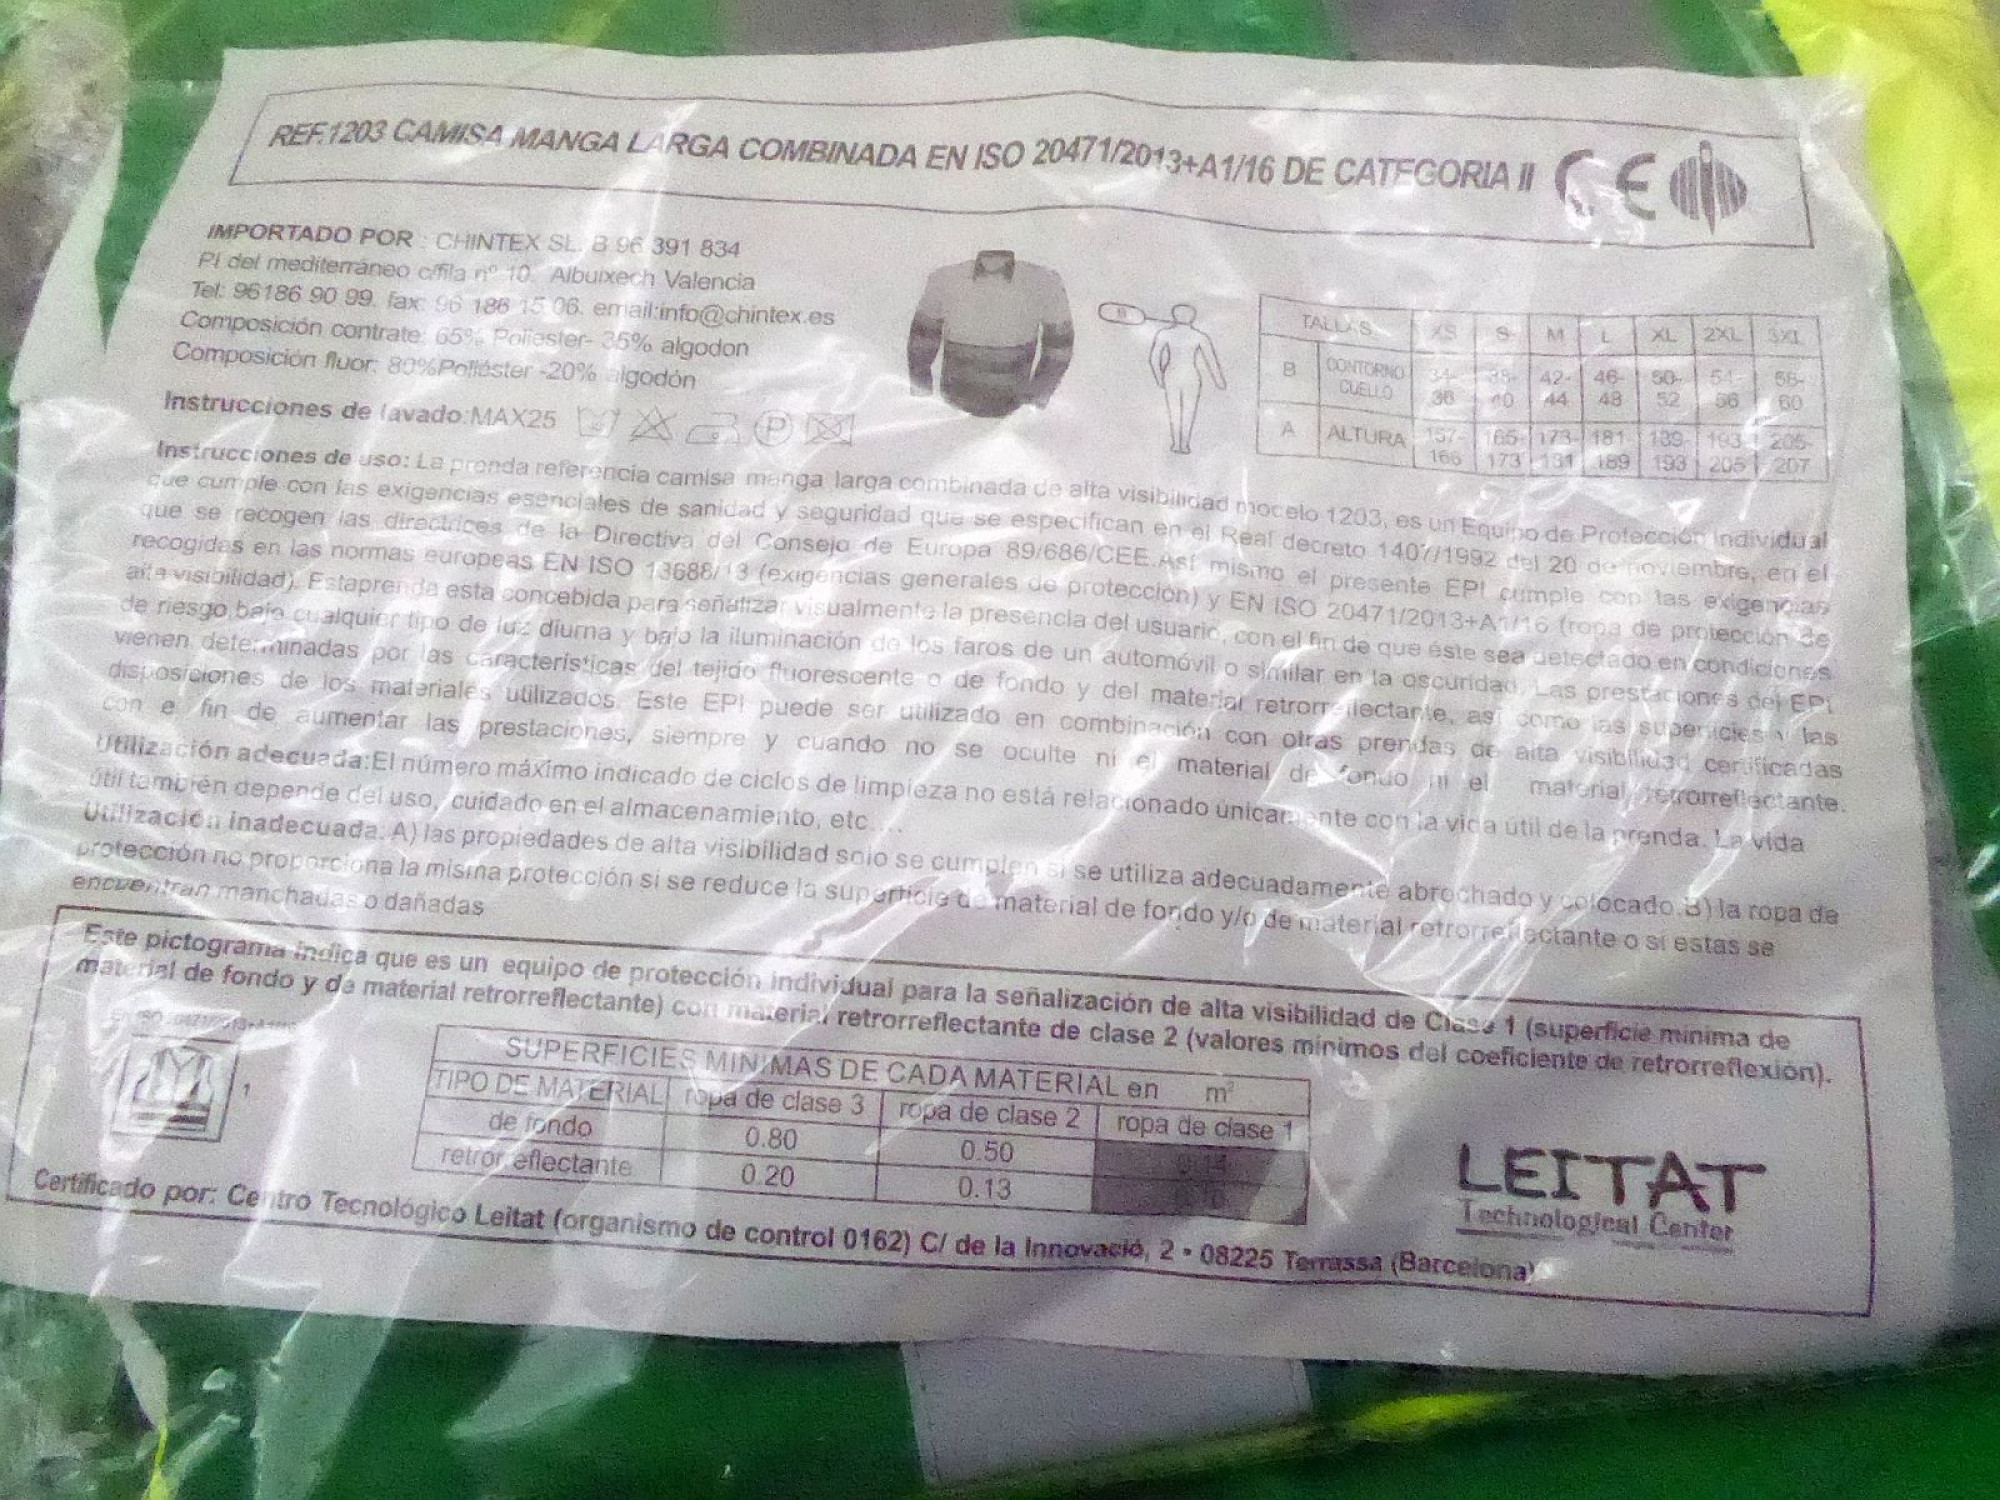 REF.1203 CAMISA MANGA LARGA COMBINADA EN ISO 20471/2013+A1/16 DE CATEGORIA II CE
IMPORTADO POR : CHINTEX SL. B 96 391 834
Pl del mediterráneo c/fila nº 10. Albuixech Valencia
Tel: 96186 90 99. fax: 96 186 15 06. email:info@chintex.es
Composición contrate: 65% Poliester- 35% algodon
Composición fluor: 80%Poliéster -20% algodón
Instrucciones de lavado:MAX25 P
B
TALLAS XS S M L XL 2XL 3XL
B CONTORNO CUELLO 34-36 38-40 42-44 46-48 50-52 54-56 58-60
A ALTURA 157-166 165-173 173-181 181-189 189-193 193-205 205-207
Instrucciones de uso: La prenda referencia camisa manga larga combinada de alta visibilidad mocelo 1203, es un Equipo de Protección Individual
que cumple con las exigencias esenciales de sanidad y seguridad que se especifican en el Real decreto 1407/1992 del 20 de noviembre, en el
que se recogen las directrices de la Directiva del Consejo de Europa 89/686/CEE.Así mismo el presente EPI cumple con las exigencias
recogidas en las normas europeas EN ISO 13688/13 (exigencias generales de protección) y EN ISO 20471/2013+A1/16 (ropa de protección de
alta visibilidad). Estaprenda esta concebida para señalizar visualmente la presencia del usuario, con el fin de que éste sea detectado en condiciones
de riesgo,bajo cualquier tipo de luz diurna y bajo la iluminación de los faros de un automóvil o similar en la oscuridad. Las prestaciones del EPI
vienen determinadas por las características del tejido fluorescente o de fondo y del material retrorreflectante, así como las superficies y las
disposiciones de los materiales utilizados. Este EPI puede ser utilizado en combinación con otras prendas de alta visibilidad certificadas
con e fin de aumentar las prestaciones, siempre y cuando no se oculte ni el material de fondo ni el material retrorreflectante.
Utilización adecuada:El número máximo indicado de ciclos de limpieza no está relacionado unicamente con la vida útil de la prenda. La vida
útil también depende del uso, cuidado en el almacenamiento, etc....
Utilización inadecuada: A) las propiedades de alta visibilidad solo se cumplen si se utiliza adecuadamente abrochado y colocado.B) la ropa de
protección no proporciona la misma protección si se reduce la superficie de material de fondo y/o de material retrorreflectante o si estas se
encuentran manchadas o dañadas
Este pictograma indica que es un equipo de protección individual para la señalización de alta visibilidad de Clase 1 (superficie minima de
material de fondo y de material retrorreflectante) con material retrorreflectante de clase 2 (valores mínimos del coeficiente de retrorreflexión).
EN ISO 20471/2013+A1/16
1
SUPERFICIES MINIMAS DE CADA MATERIAL en m²
TIPO DE MATERIAL ropa de clase 3 ropa de clase 2 ropa de clase 1
de fondo 0.80 0.50 0.14
retrorreflectante 0.20 0.13 0.10
LEITAT
Technological Center
Certificado por: Centro Tecnológico Leitat (organismo de control 0162) C/ de la Innovació, 2 • 08225 Terrassa (Barcelona)